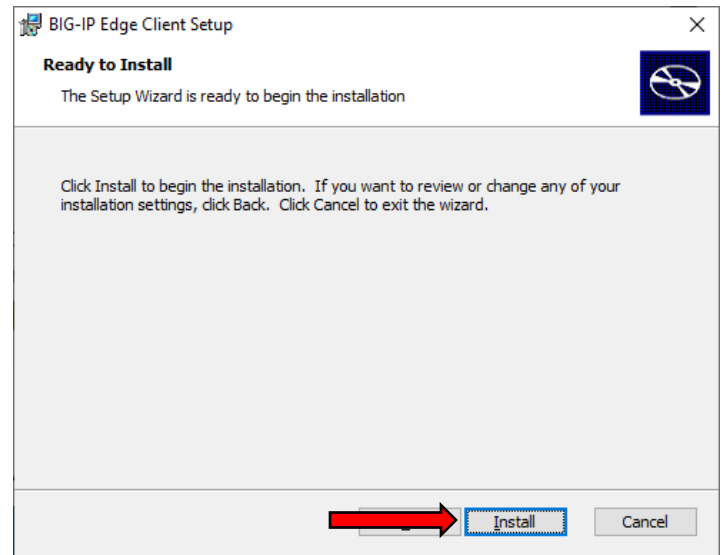 BIG-IP Edge Client Setup
Ready to Install
The Setup Wizard is ready to begin the installation
Click Install to begin the installation. If you want to review or change any of your
installation settings, click Back. Click Cancel to exit the wizard.
Install Cancel